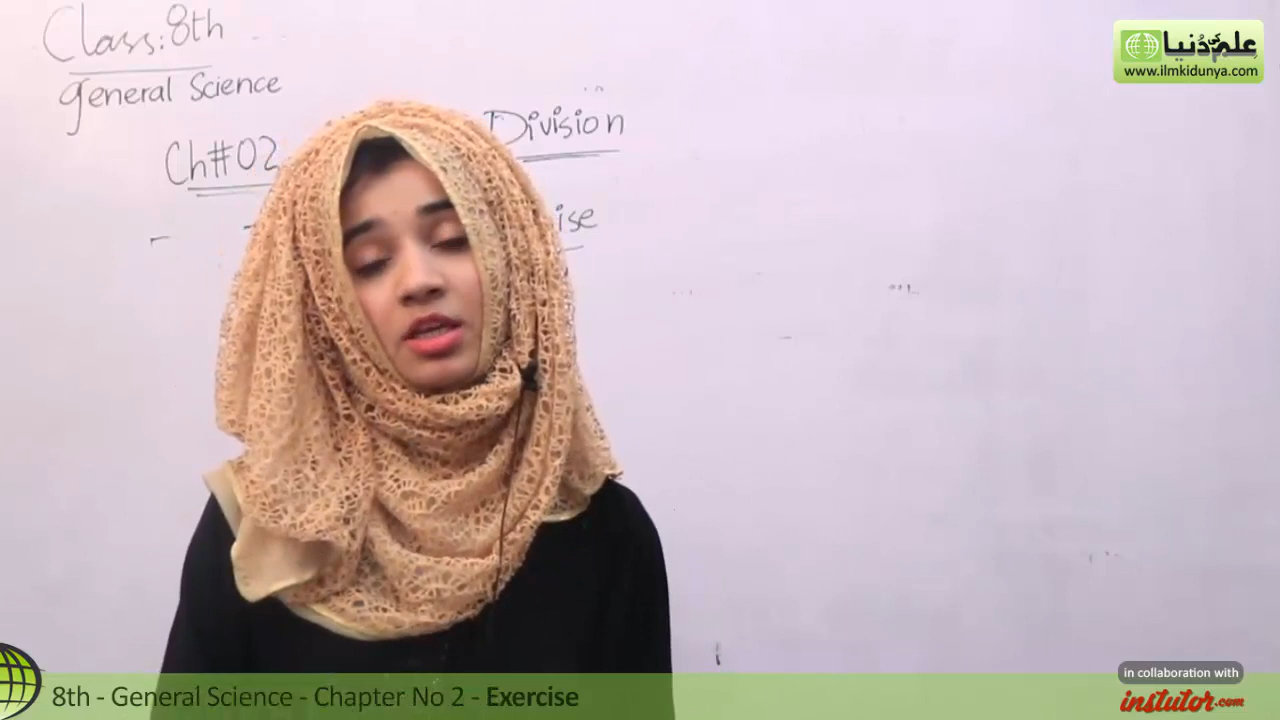 Class:8th
general Science
Ch#02 Division
ise
علم کی دُنیا
www.ilmkidunya.com
in collaboration with
instutor.com
8th - General Science - Chapter No 2 - Exercise